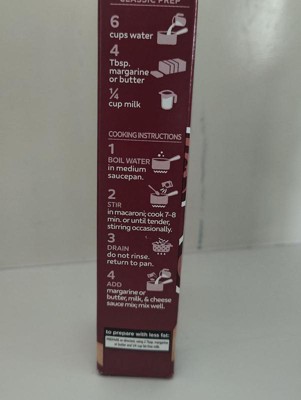 CLASSIC PREP
6
cups water
4
Tbsp.
margarine
or butter
¼
cup milk
COOKING INSTRUCTIONS
1
BOIL WATER
in medium
saucepan.
2
STIR
in macaroni; cook 7-8
min. or until tender,
stirring occasionally.
3
DRAIN
do not rinse.
return to pan.
4
ADD
margarine or
butter, milk, & cheese
sauce mix; mix well.
to prepare with less fat: